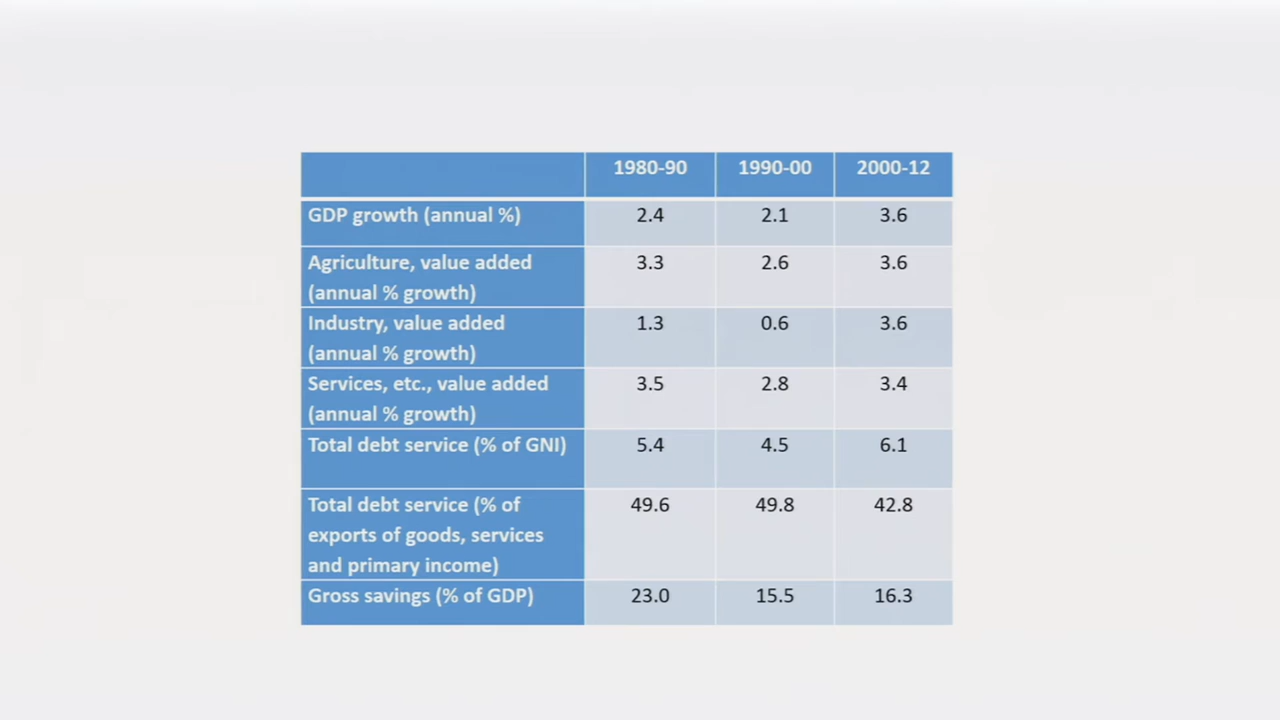 1980-90 1990-00 2000-12
GDP growth (annual %) 2.4 2.1 3.6
Agriculture, value added 3.3 2.6 3.6
(annual % growth)
Industry, value added 1.3 0.6 3.6
(annual % growth)
Services, etc., value added 3.5 2.8 3.4
(annual % growth)
Total debt service (% of GNI) 5.4 4.5 6.1
Total debt service (% of 49.6 49.8 42.8
exports of goods, services
and primary income)
Gross savings (% of GDP) 23.0 15.5 16.3